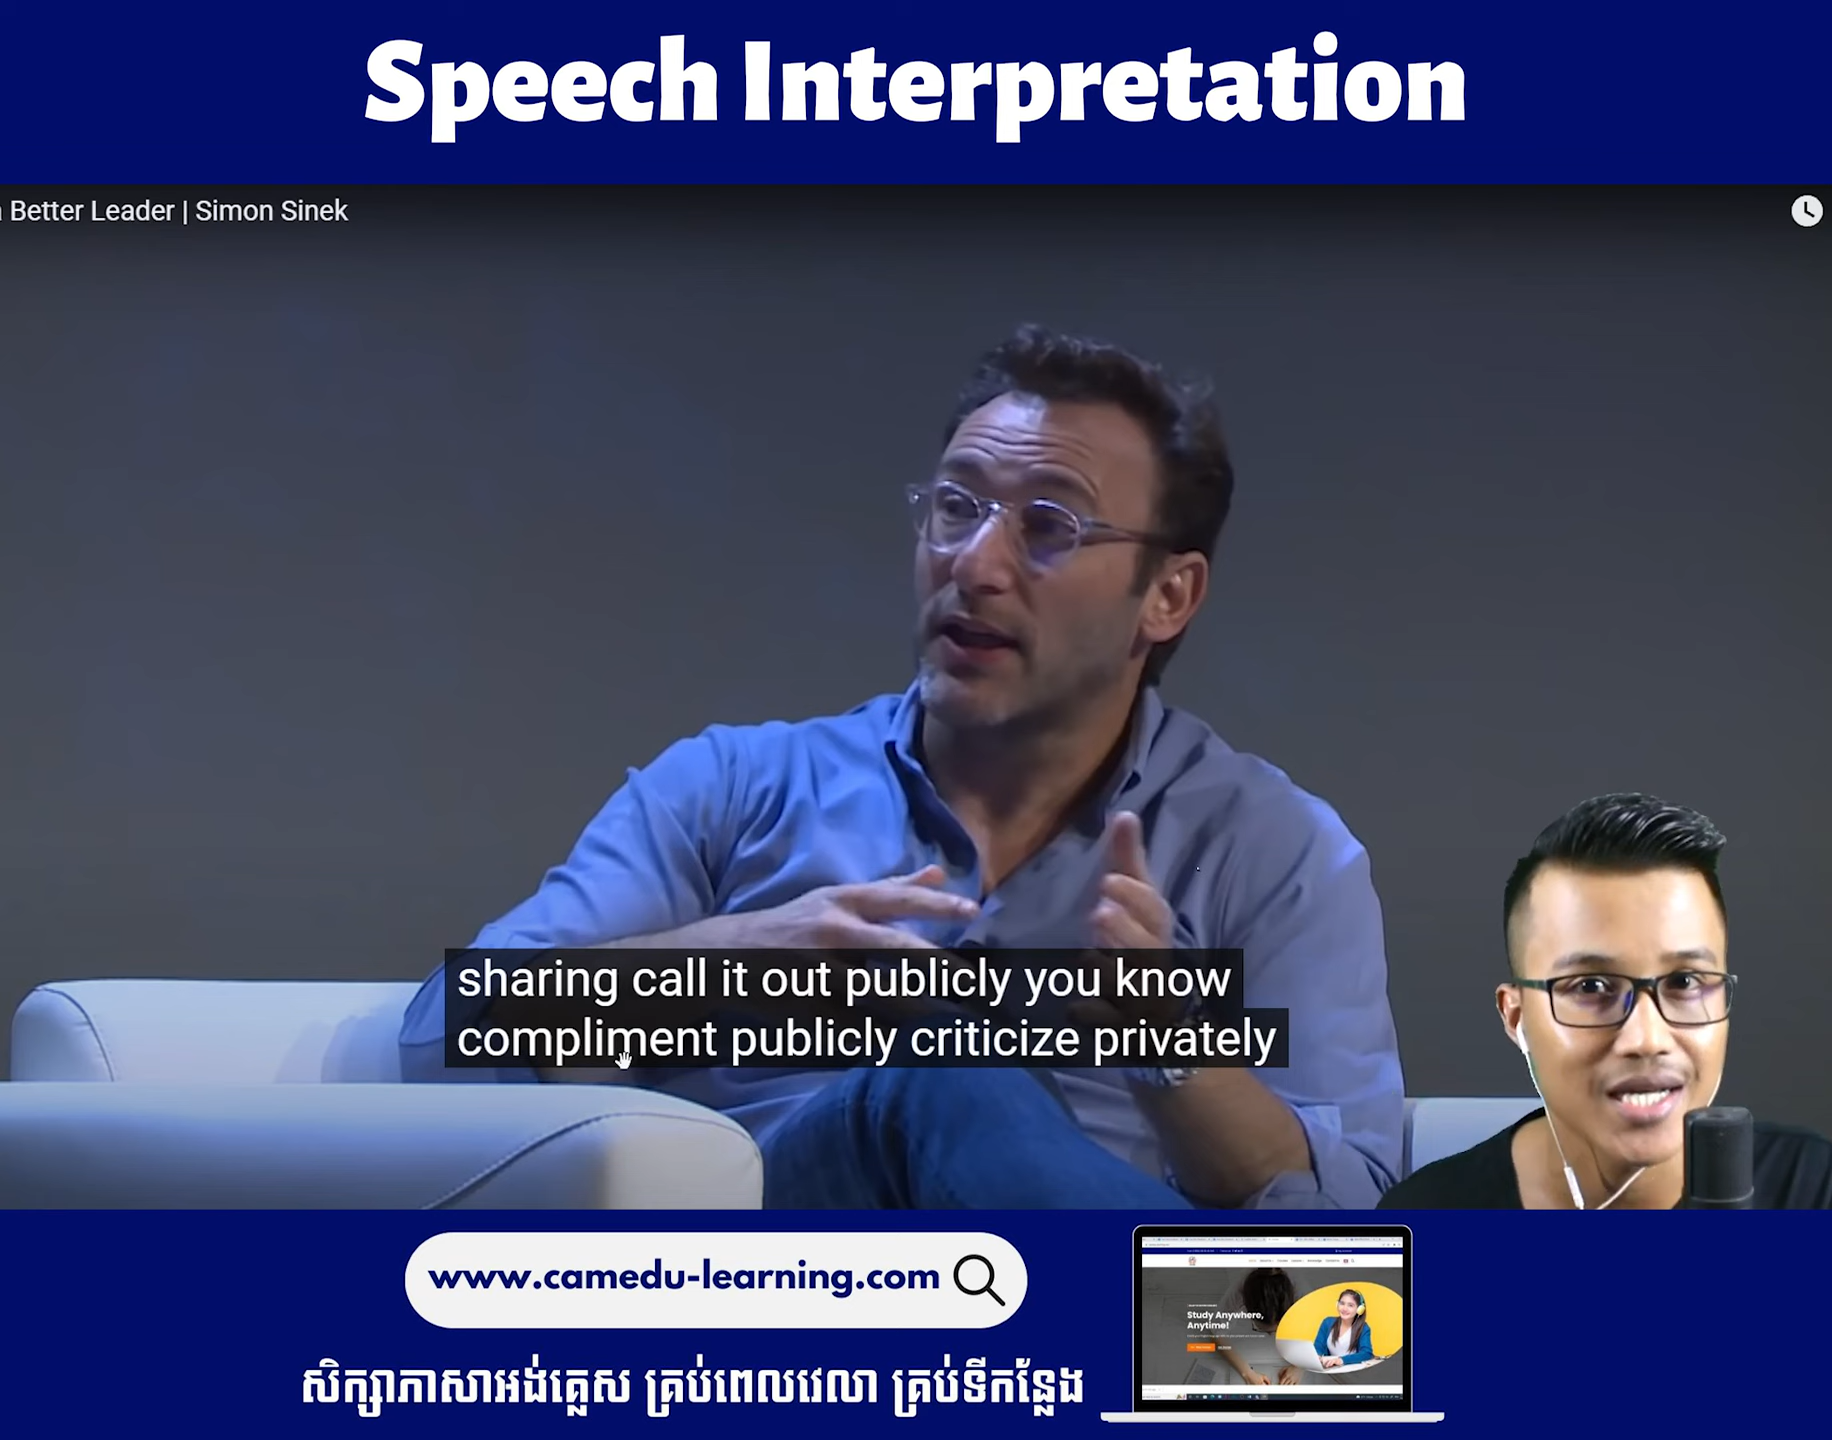 Speech Interpretation
Better Leader | Simon Sinek
sharing call it out publicly you know
compliment publicly criticize privately
www.camedu-learning.com
Study Anywhere,
Anytime!
សិក្សាភាសាអង់គ្លេស គ្រប់ពេលវេលា គ្រប់ទីកន្លែង